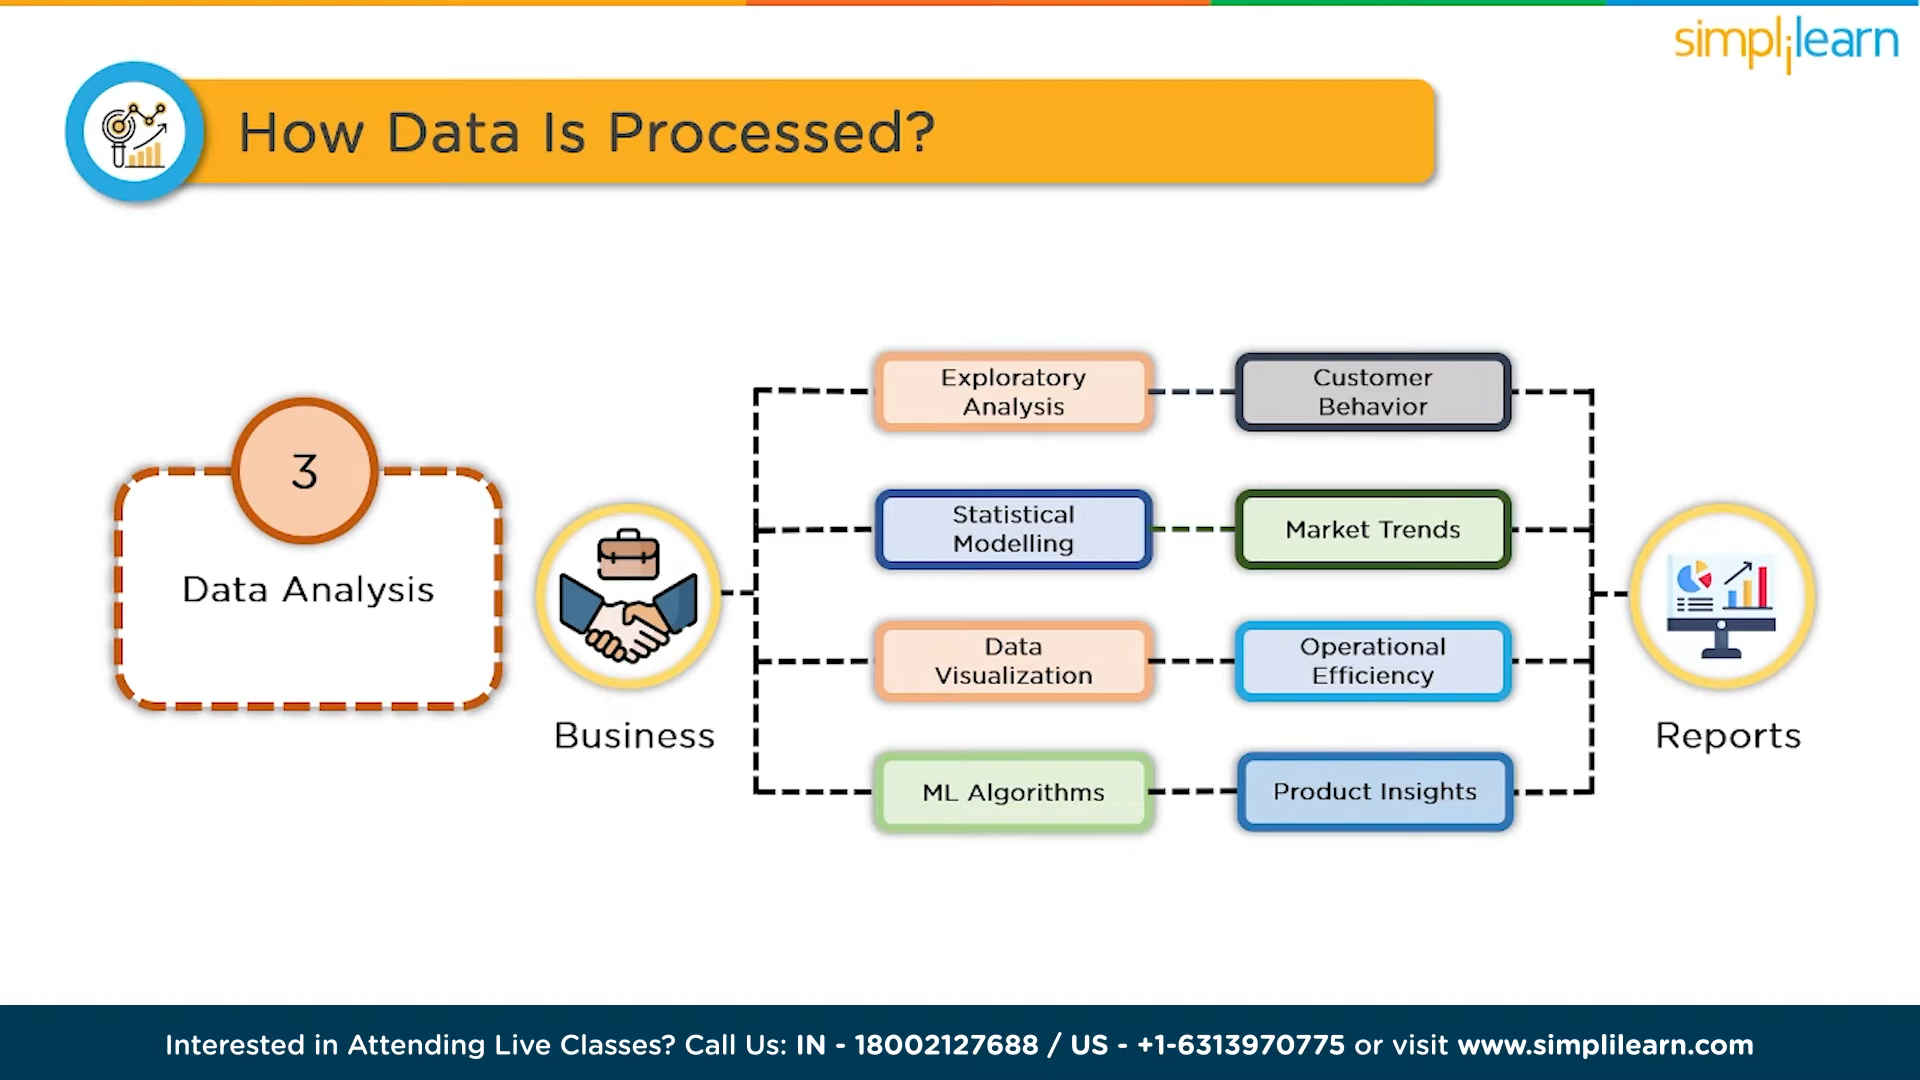 simplilearn
How Data Is Processed?
3
Data Analysis
Business
Exploratory
Analysis
Customer
Behavior
Statistical
Modelling
Market Trends
Data
Visualization
Operational
Efficiency
ML Algorithms
Product Insights
Reports
Interested in Attending Live Classes? Call Us: IN - 18002127688 / US - +1-6313970775 or visit www.simplilearn.com